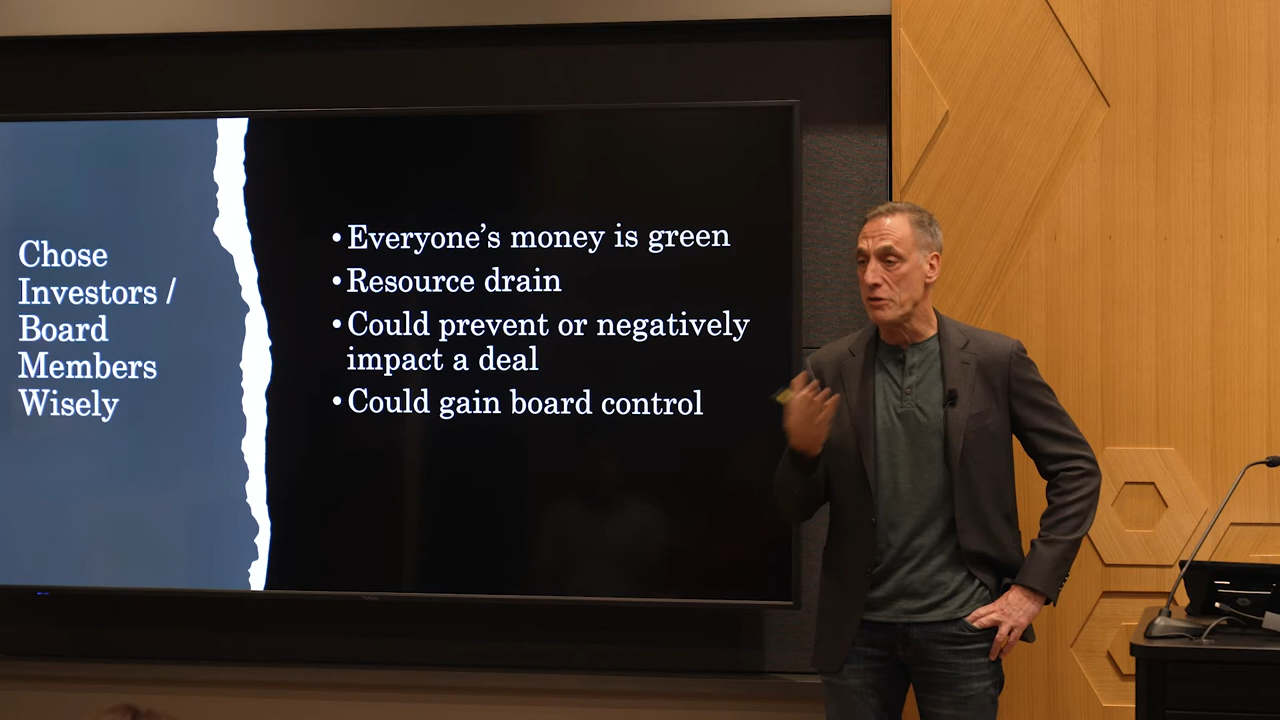 Chose
Investors /
Board
Members
Wisely
• Everyone's money is green
• Resource drain
• Could prevent or negatively
impact a deal
• Could gain board control